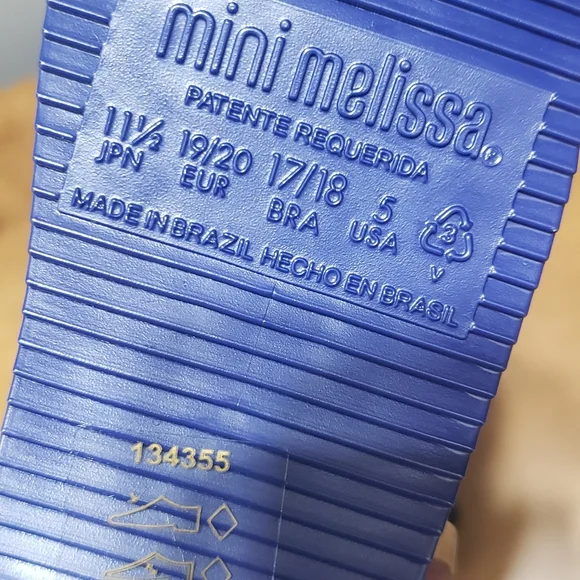 mini melissa®
PATENTE REQUERIDA
11½ 19/20 17/18 5
JPN EUR BRA USA
3
V
MADE IN BRAZIL HECHO EN BRASIL
134355